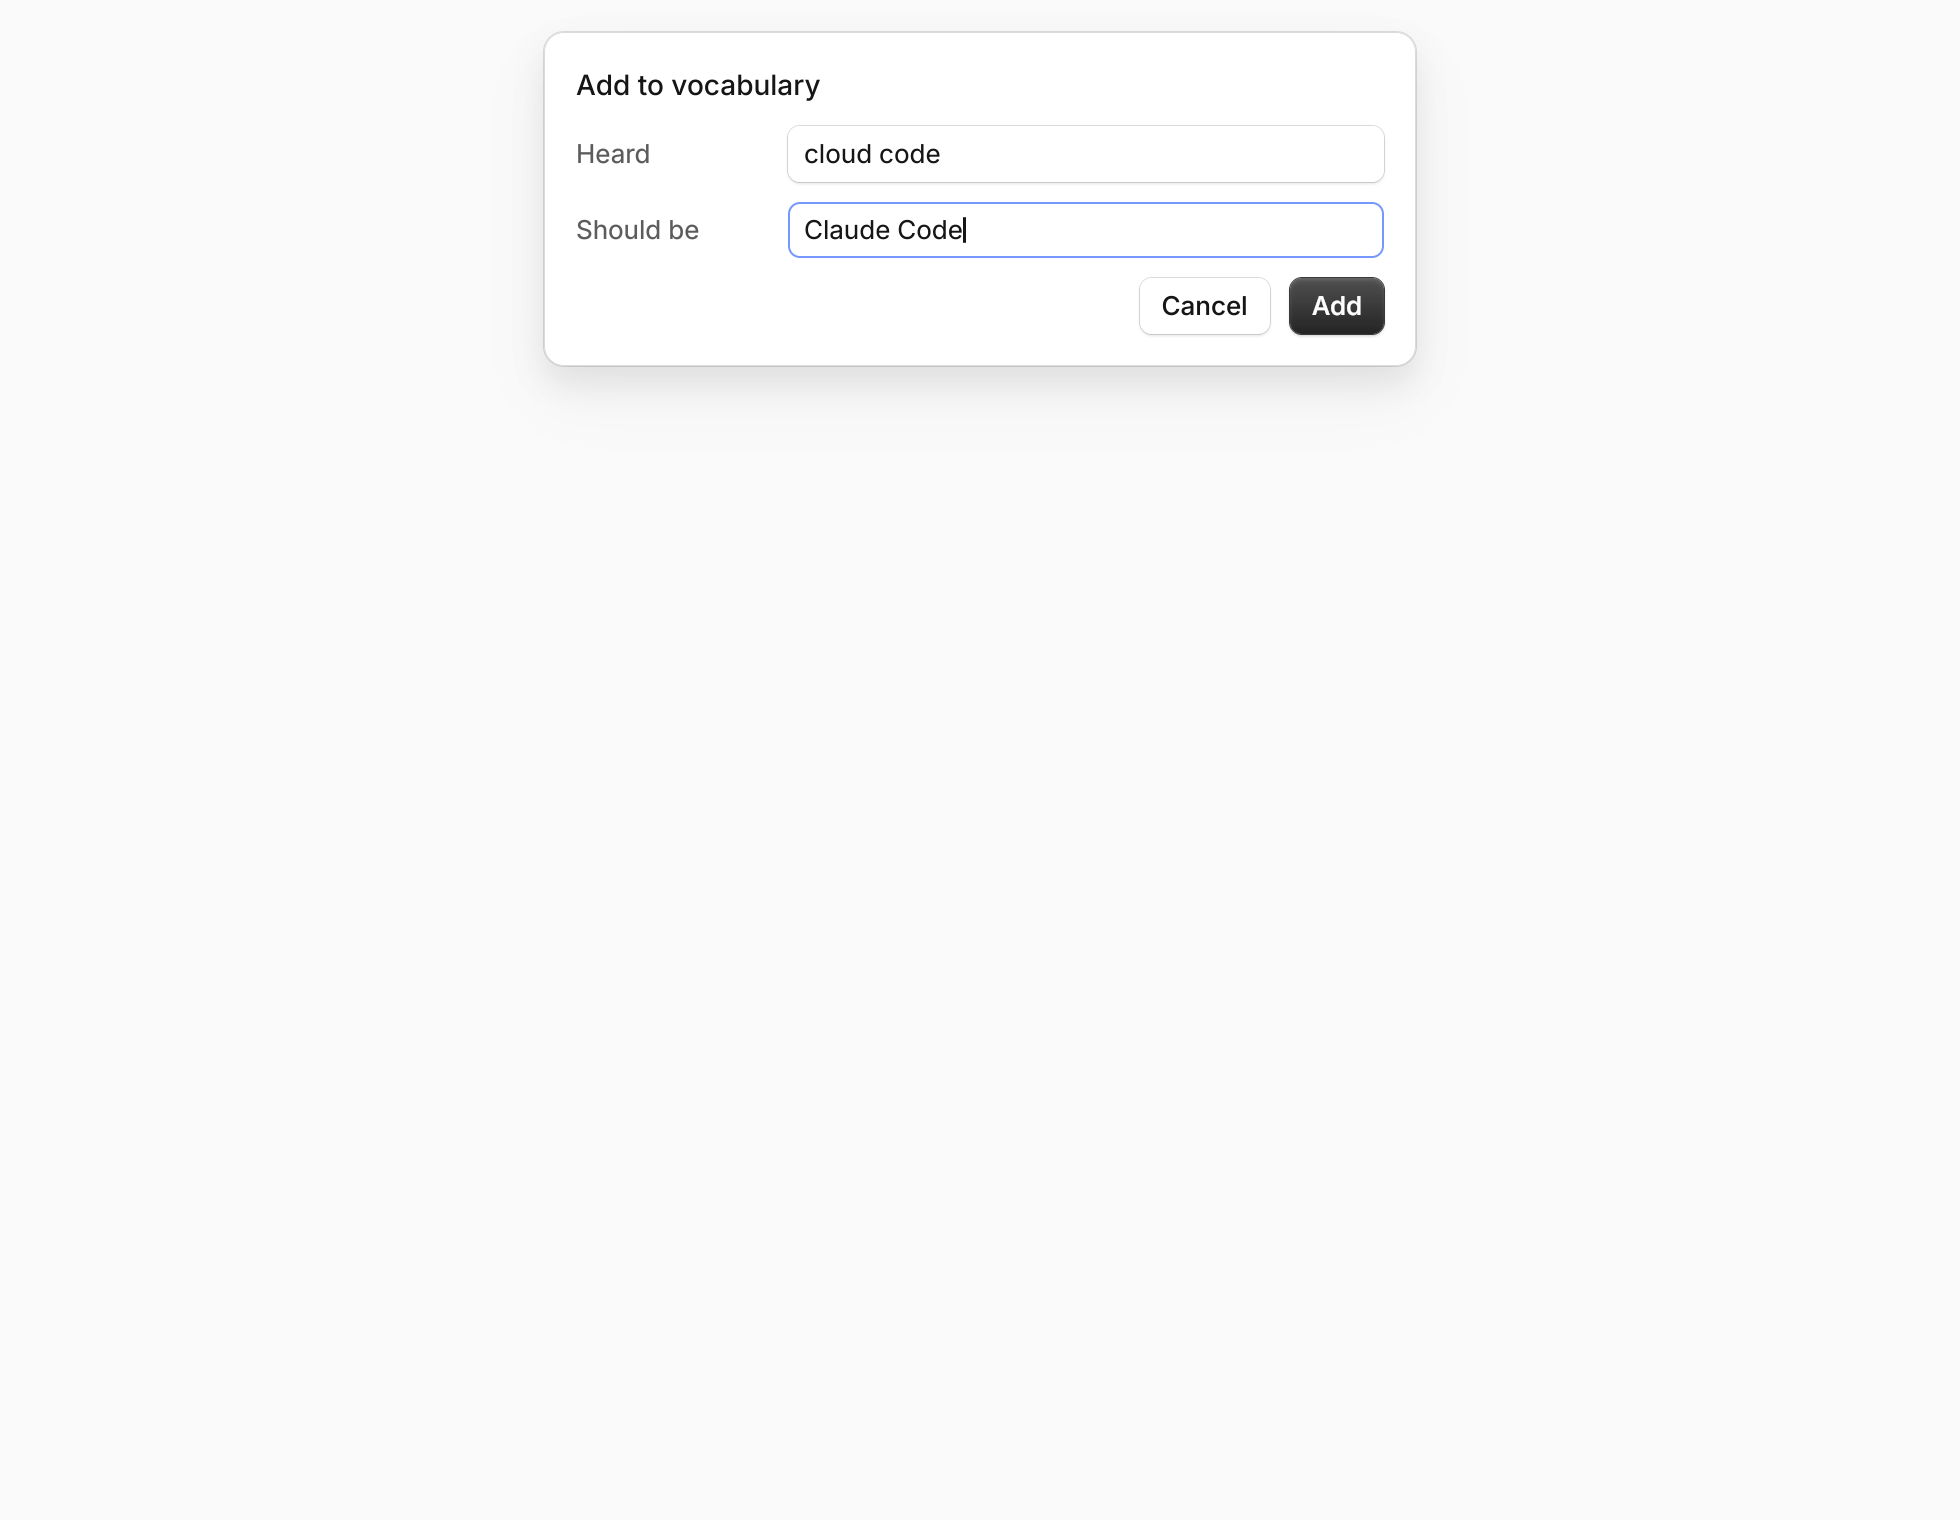 Add to vocabulary
Heard
cloud code
Should be
Claude Code
Cancel
Add